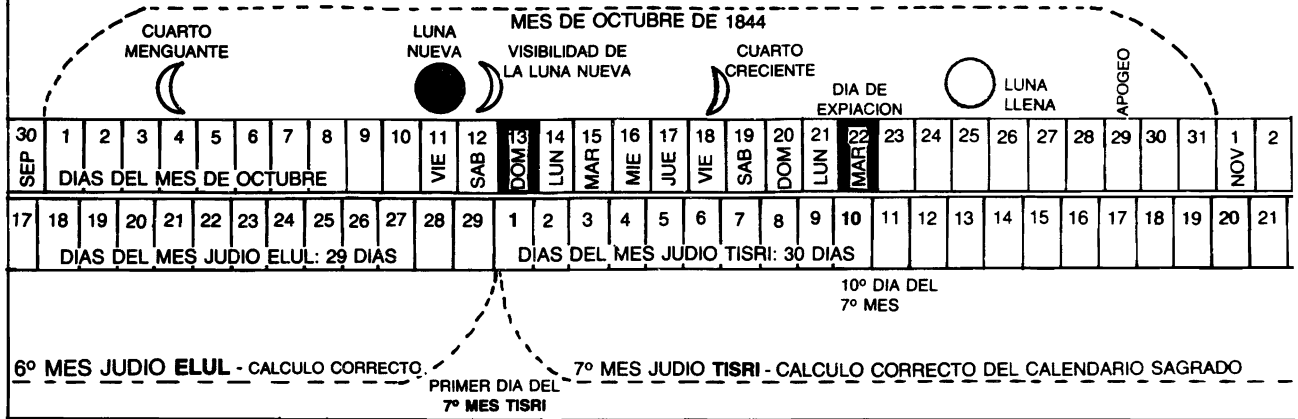 MES DE OCTUBRE DE 1844
CUARTO
MENGUANTE
LUNA
NUEVA
VISIBILIDAD DE
LA LUNA NUEVA
CUARTO
CRECIENTE
DIA DE
EXPIACION
LUNA
LLENA
APOGEO
30 1 2 3 4 5 6 7 8 9 10 11 12 13 14 15 16 17 18 19 20 21 22 23 24 25 26 27 28 29 30 31 1 2
SEP VIE SAB DOM LUN MAR MIE JUE VIE SAB DOM LUN MAR NOV -
DIAS DEL MES DE OCTUBRE
17 18 19 20 21 22 23 24 25 26 27 28 29 1 2 3 4 5 6 7 8 9 10 11 12 13 14 15 16 17 18 19 20 21
DIAS DEL MES JUDIO ELUL: 29 DIAS DIAS DEL MES JUDIO TISRI: 30 DIAS
10º DIA DEL
7º MES
6º MES JUDIO ELUL - CALCULO CORRECTO
7º MES JUDIO TISRI - CALCULO CORRECTO DEL CALENDARIO SAGRADO
PRIMER DIA DEL
7º MES TISRI